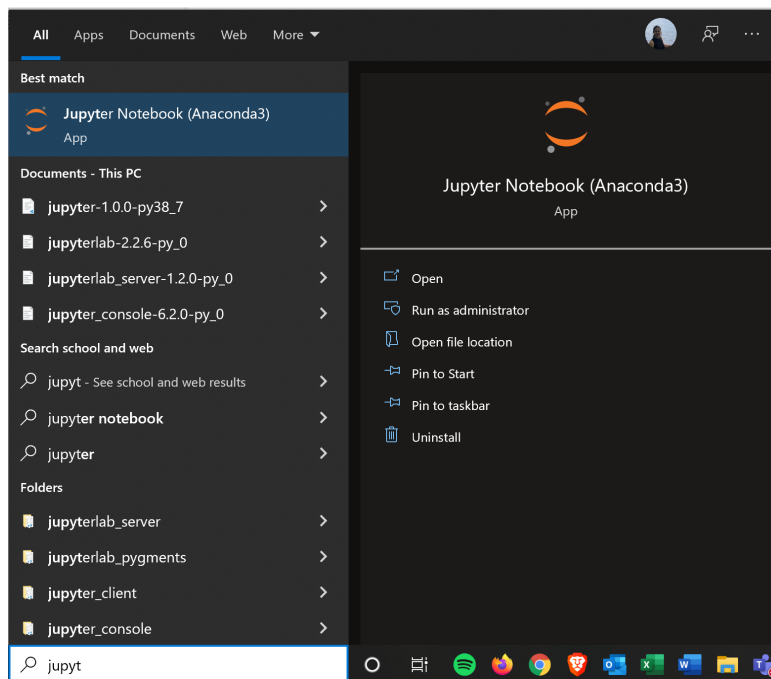 All Apps Documents Web More
Best match
Jupyter Notebook (Anaconda3)
App
Documents - This PC
jupyter-1.0.0-py38_7
jupyterlab-2.2.6-py_0
jupyterlab_server-1.2.0-py_0
jupyter_console-6.2.0-py_0
Search school and web
jupyt - See school and web results
jupyter notebook
jupyter
Folders
jupyterlab_server
jupyterlab_pygments
jupyter_client
jupyter_console
jupyt
Jupyter Notebook (Anaconda3)
App
Open
Run as administrator
Open file location
Pin to Start
Pin to taskbar
Uninstall